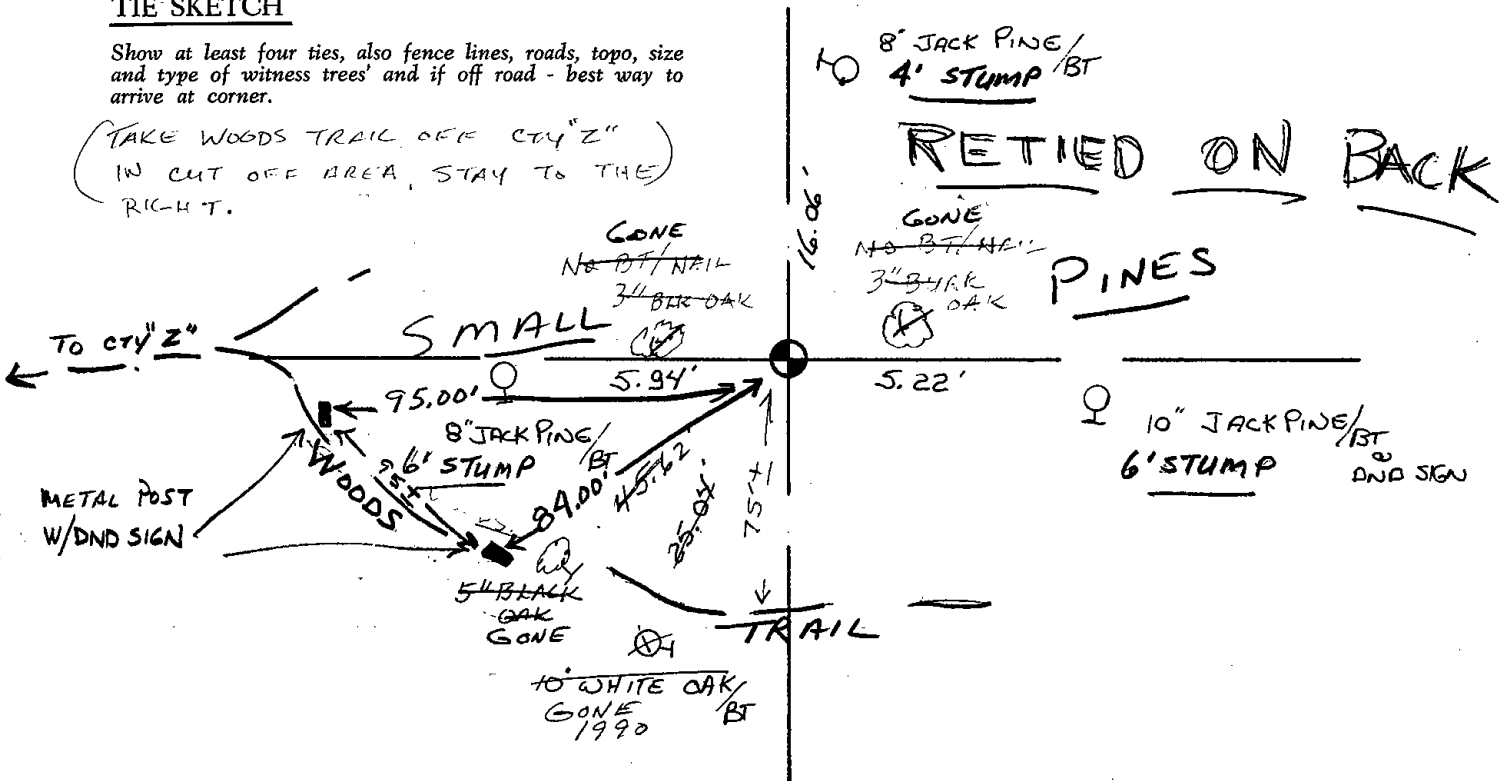 TIE SKETCH
Show at least four ties, also fence lines, roads, topo, size
and type of witness trees' and if off road - best way to
arrive at corner.
(TAKE WOODS TRAIL OFF CTY "Z"
IN CUT OFF AREA, STAY TO THE)
RIGHT.
8" JACK PINE/BT
4' STUMP
RETIED ON BACK
16.06'
GONE
NO BT/NAIL
3" BLK OAK
GONE
NO BT/NAIL
3" BLACK
OAK
PINES
SMALL
TO CTY "Z"
95.00'
5.94'
5.22'
8" JACK PINE/BT
6' STUMP
10" JACK PINE/BT
6' STUMP
DND SIGN
WOODS
75±
84.00'
45.62'
75±
METAL POST
W/DND SIGN
5" BLACK
OAK
GONE
TRAIL
10" WHITE OAK/BT
GONE
1990